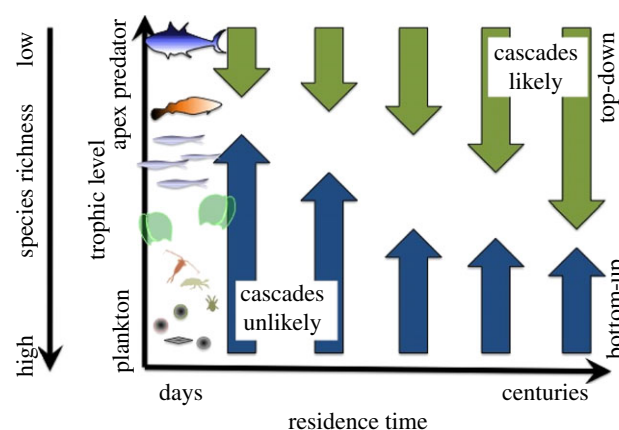 low
species richness
high
apex predator
trophic level
plankton
cascades
likely
cascades
unlikely
top-down
bottom-up
days
centuries
residence time